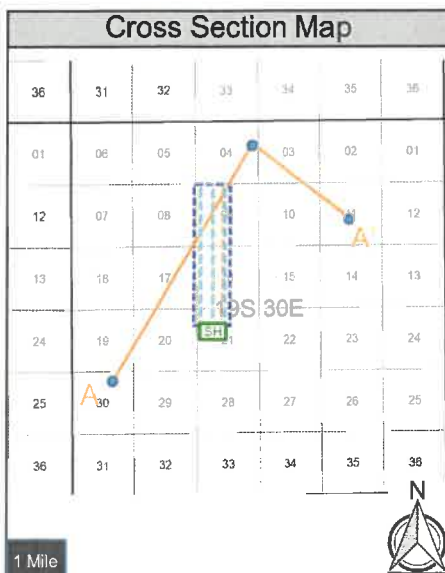 Cross Section Map
36 31 32 33 34 35 36
01 06 05 04 03 02 01
12 07 08 10 11 12
13 18 17 15 14 13
19S 30E
SH
24 19 20 21 22 23 24
A A'
25 30 29 28 27 26 25
36 31 32 33 34 35 36
N
1 Mile